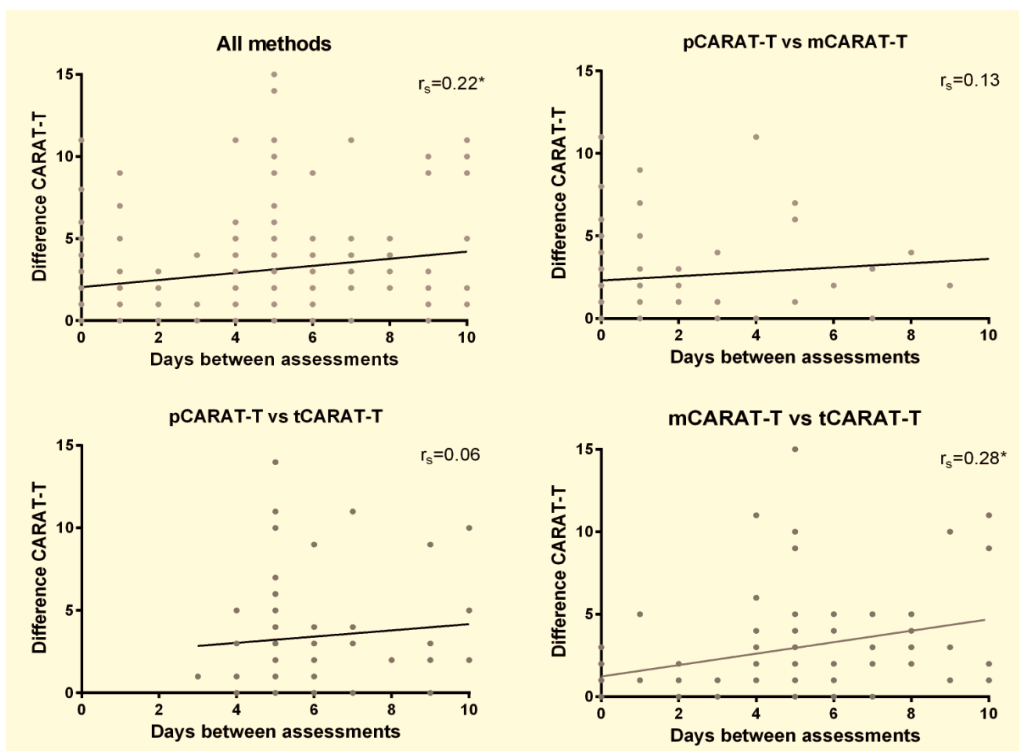 All methods
r_s=0.22*
Difference CARAT-T
15
10
5
0
0 2 4 6 8 10
Days between assessments
pCARAT-T vs mCARAT-T
r_s=0.13
Difference CARAT-T
15
10
5
0
0 2 4 6 8 10
Days between assessments
pCARAT-T vs tCARAT-T
r_s=0.06
Difference CARAT-T
15
10
5
0
0 2 4 6 8 10
Days between assessments
mCARAT-T vs tCARAT-T
r_s=0.28*
Difference CARAT-T
15
10
5
0
0 2 4 6 8 10
Days between assessments